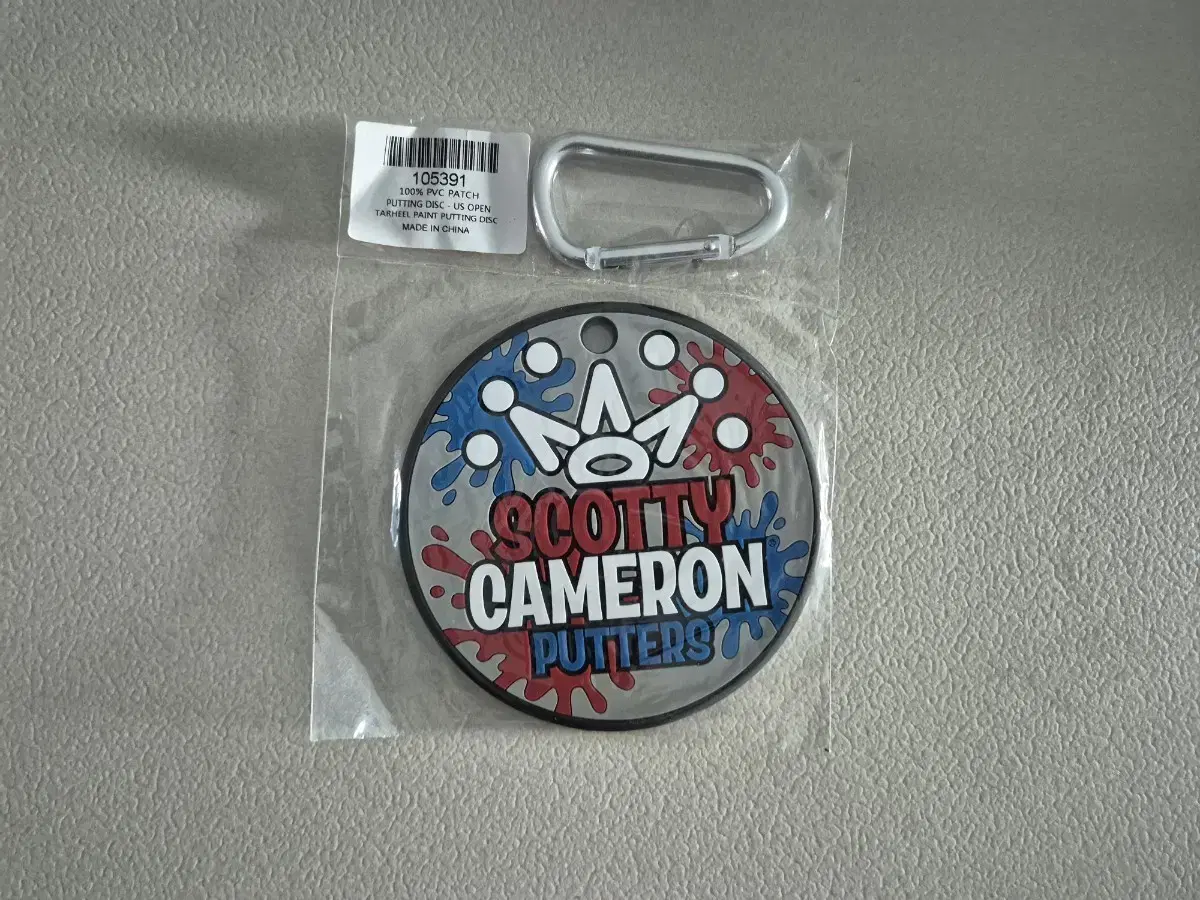 105391
100% PVC PATCH
PUTTING DISC - US OPEN
TARHEEL PAINT PUTTING DISC
MADE IN CHINA
SCOTTY
CAMERON
PUTTERS